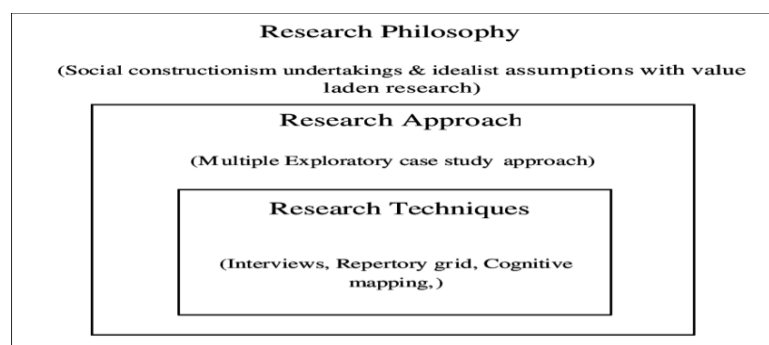 Research Philosophy
(Social constructionism undertakings & idealist assumptions with value
laden research)
Research Approach
(Multiple Exploratory case study approach)
Research Techniques
(Interviews, Repertory grid, Cognitive
mapping,)